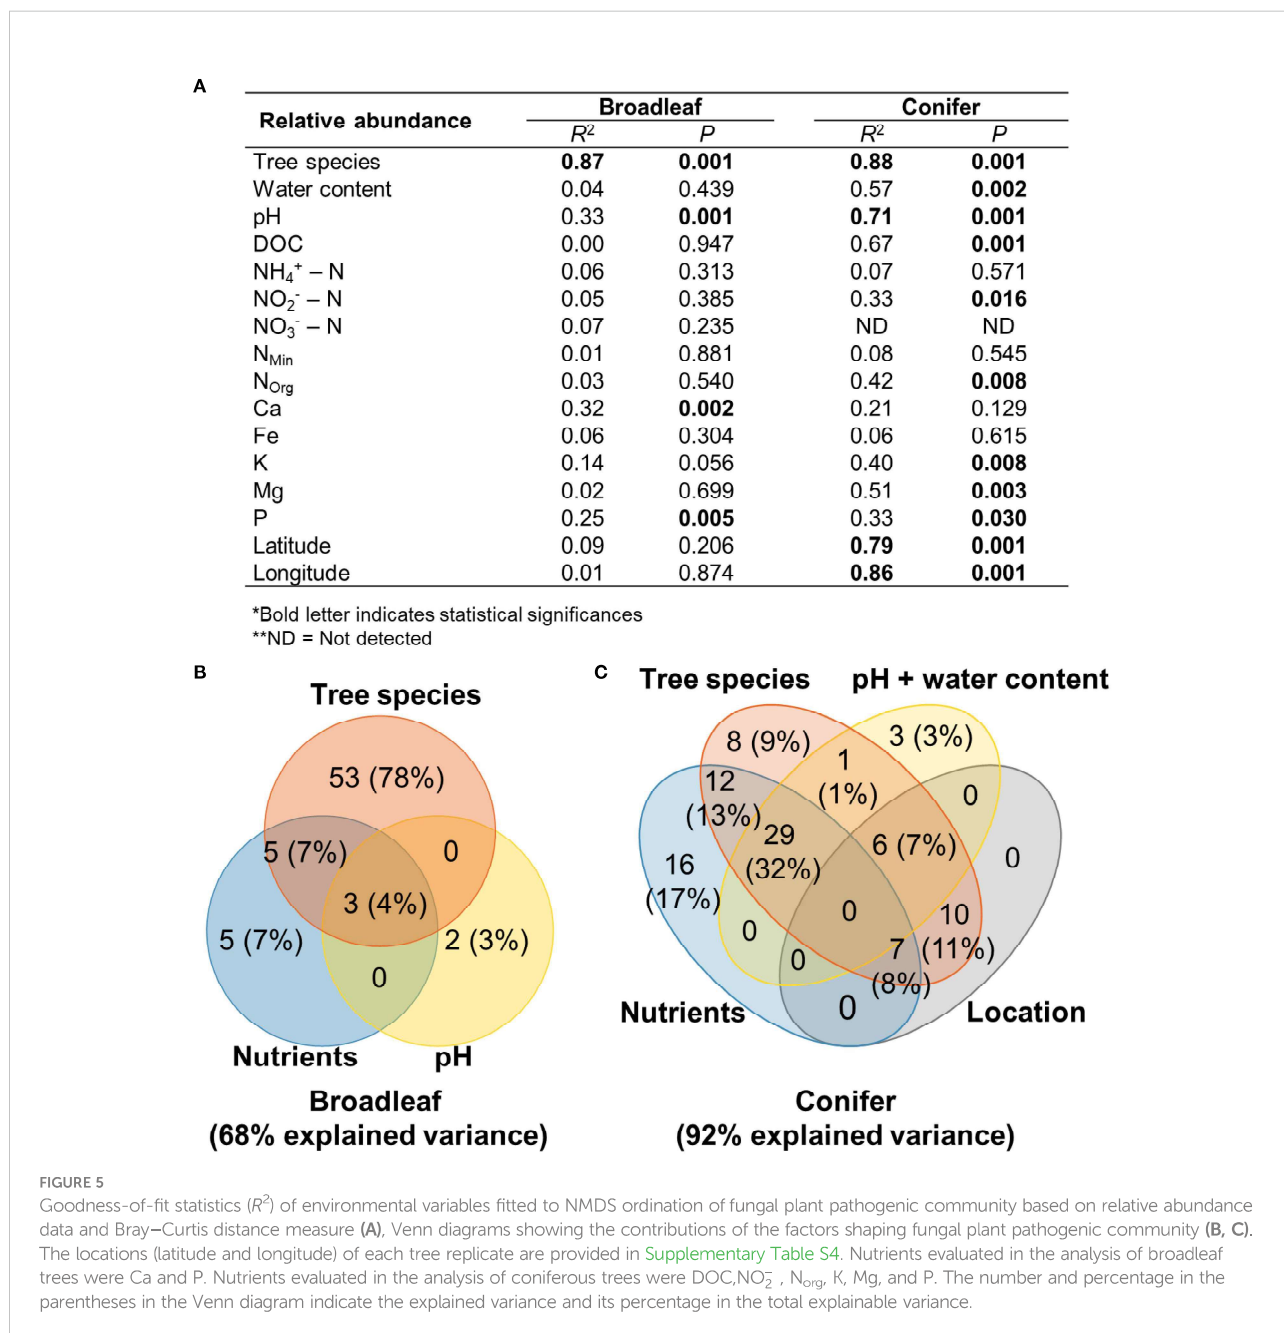 A
Relative abundance Broadleaf Conifer
R² P R² P
Tree species 0.87 0.001 0.88 0.001
Water content 0.04 0.439 0.57 0.002
pH 0.33 0.001 0.71 0.001
DOC 0.00 0.947 0.67 0.001
NH₄⁺ – N 0.06 0.313 0.07 0.571
NO₂⁻ – N 0.05 0.385 0.33 0.016
NO₃⁻ – N 0.07 0.235 ND ND
N_Min 0.01 0.881 0.08 0.545
N_Org 0.03 0.540 0.42 0.008
Ca 0.32 0.002 0.21 0.129
Fe 0.06 0.304 0.06 0.615
K 0.14 0.056 0.40 0.008
Mg 0.02 0.699 0.51 0.003
P 0.25 0.005 0.33 0.030
Latitude 0.09 0.206 0.79 0.001
Longitude 0.01 0.874 0.86 0.001
*Bold letter indicates statistical significances
**ND = Not detected
B
Tree species
53 (78%)
5 (7%)
0
3 (4%)
5 (7%)
2 (3%)
0
Nutrients
pH
Broadleaf
(68% explained variance)
C
Tree species
pH + water content
8 (9%)
1
(1%)
3 (3%)
12
(13%)
0
29
(32%)
6 (7%)
0
16
(17%)
0
0
0
10
(11%)
7
(8%)
0
Nutrients
Location
Conifer
(92% explained variance)
FIGURE 5
Goodness-of-fit statistics (R²) of environmental variables fitted to NMDS ordination of fungal plant pathogenic community based on relative abundance
data and Bray−Curtis distance measure (A), Venn diagrams showing the contributions of the factors shaping fungal plant pathogenic community (B, C).
The locations (latitude and longitude) of each tree replicate are provided in Supplementary Table S4. Nutrients evaluated in the analysis of broadleaf
trees were Ca and P. Nutrients evaluated in the analysis of coniferous trees were DOC,NO₂⁻ , N_org, K, Mg, and P. The number and percentage in the
parentheses in the Venn diagram indicate the explained variance and its percentage in the total explainable variance.